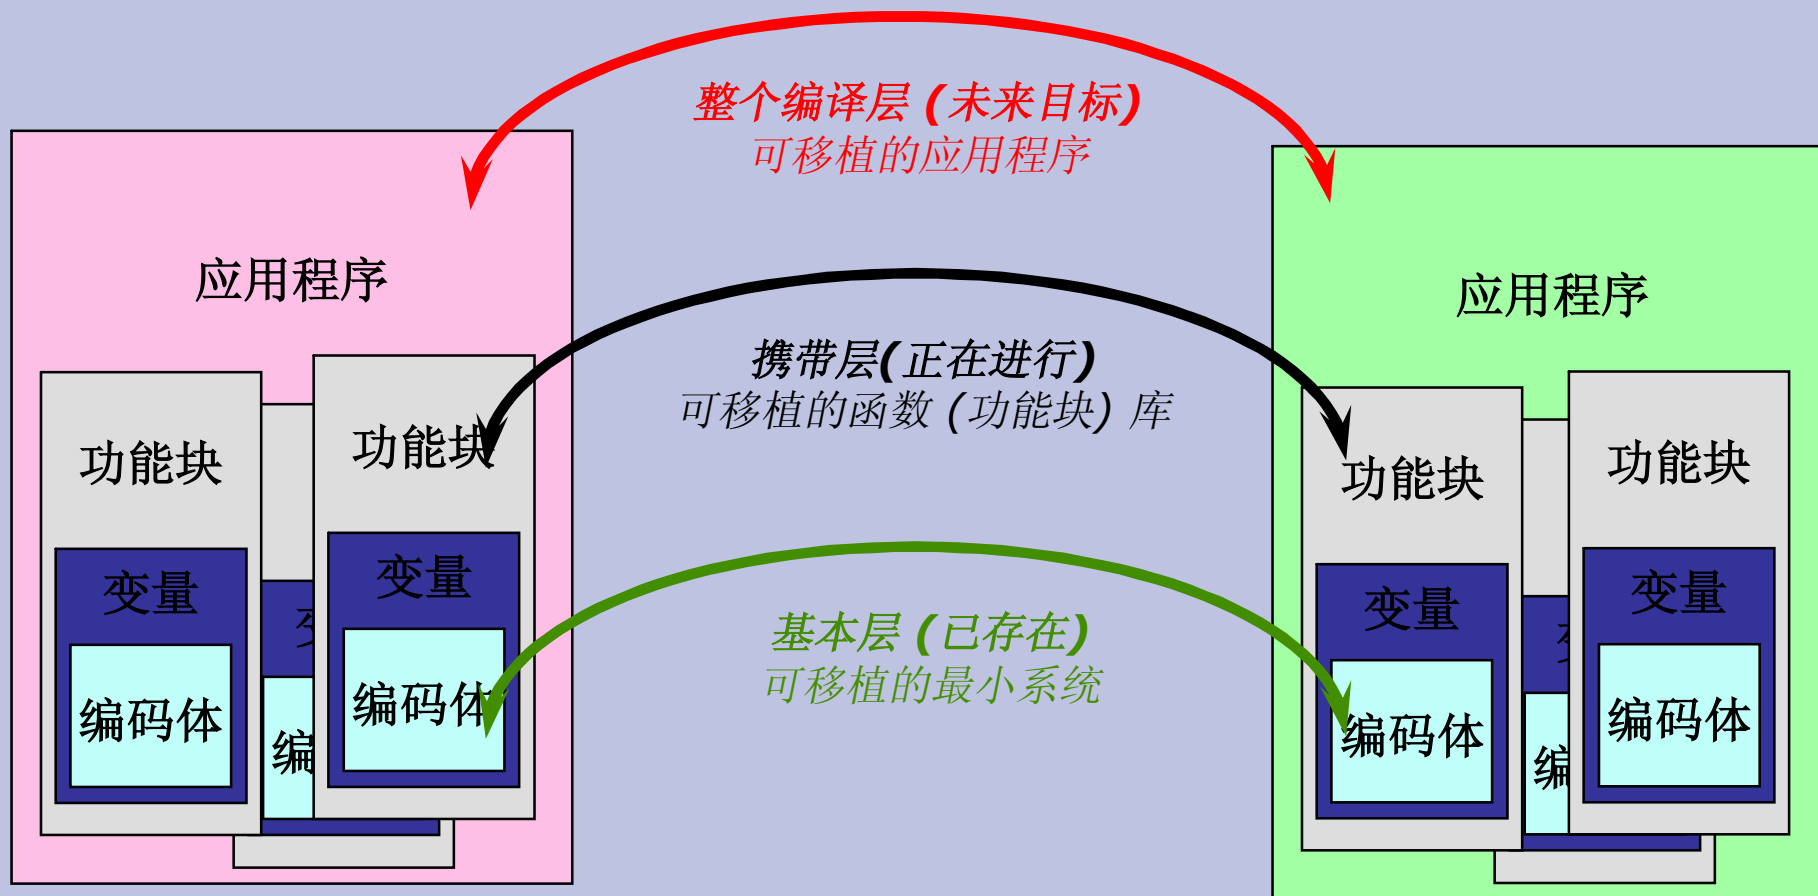 整个编译层 (未来目标)
可移植的应用程序
应用程序
应用程序
携带层(正在进行)
可移植的函数 (功能块) 库
功能块
功能块
功能块
功能块
变量
变量
变量
变量
基本层 (已存在)
可移植的最小系统
编码体
编码体
编
编码体
编码体
编